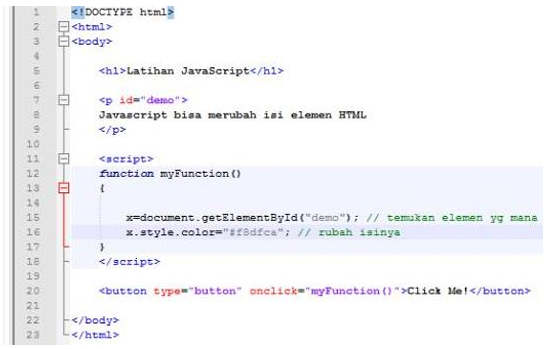 1 <!DOCTYPE html>
2 <html>
3 <body>
4
5 <h1>Latihan JavaScript</h1>
6
7 <p id="demo">
8 Javascript bisa merubah isi elemen HTML
9 </p>
10
11 <script>
12 function myFunction()
13 {
14
15 x=document.getElementById("demo"); // temukan elemen yg mana
16 x.style.color="#f8dfca"; // rubah isinya
17 }
18 </script>
19
20 <button type="button" onclick="myFunction()">Click Me!</button>
21
22 </body>
23 </html>